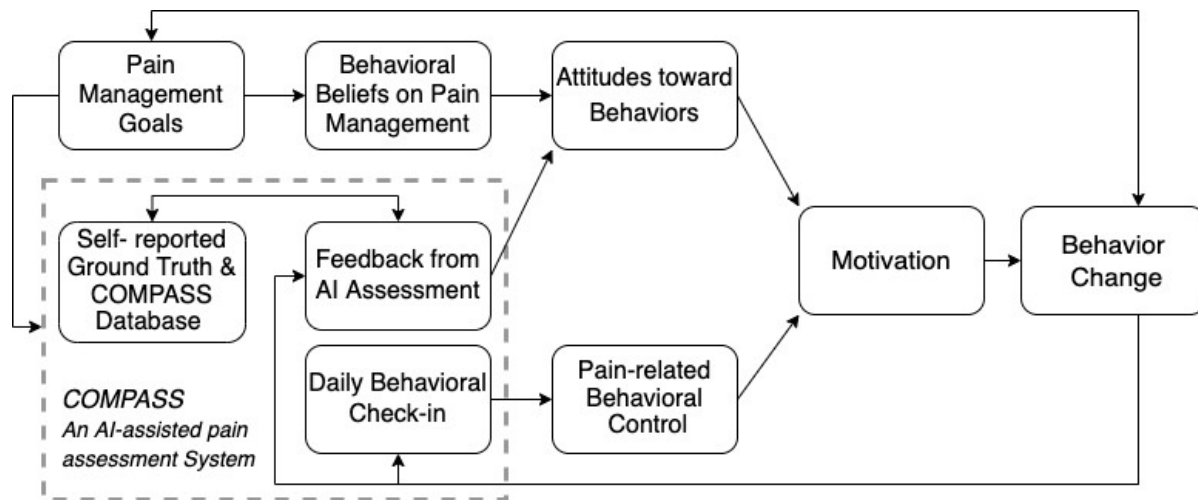 Pain
Management
Goals
Behavioral
Beliefs on Pain
Management
Attitudes toward
Behaviors
Self- reported
Ground Truth &
COMPASS
Database
Feedback from
AI Assessment
Motivation
Behavior
Change
Daily Behavioral
Check-in
Pain-related
Behavioral
Control
COMPASS
An AI-assisted pain
assessment System